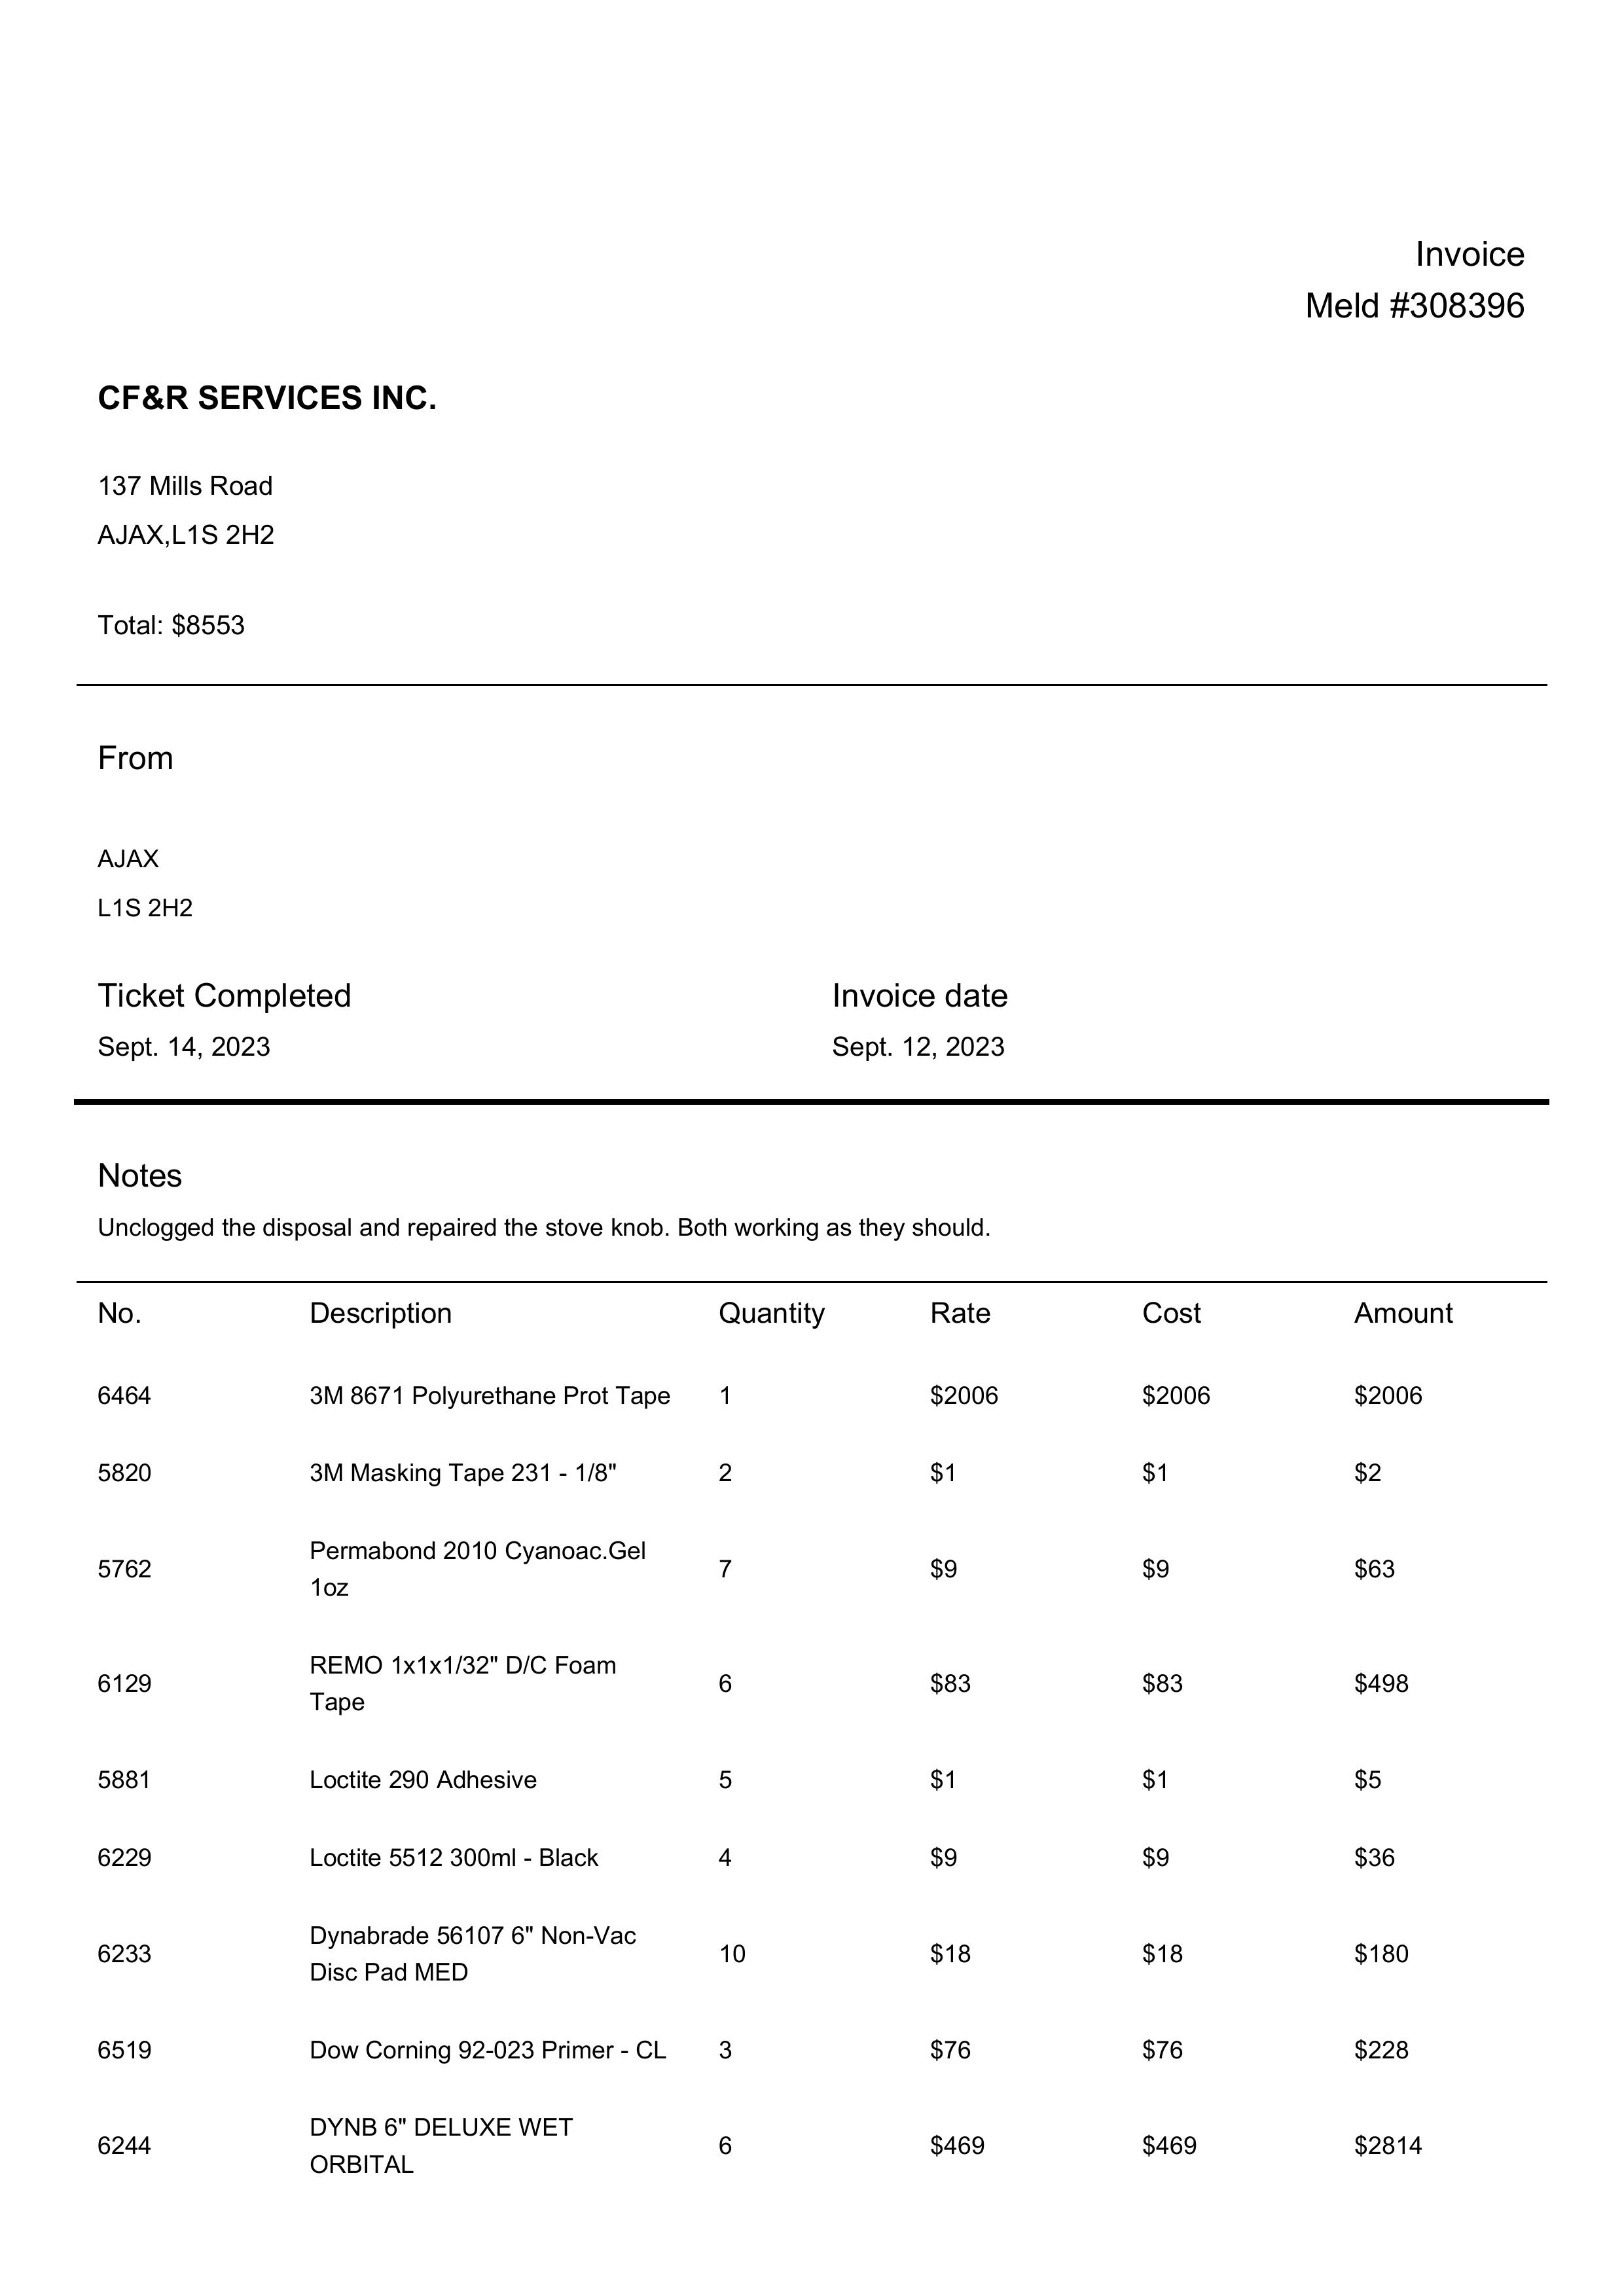 Invoice
Meld #308396
CF&R SERVICES INC.
137 Mills Road
AJAX,L1S 2H2
Total: $8553
From
AJAX
L1S 2H2
Ticket Completed Invoice date
Sept. 14, 2023 Sept. 12, 2023
Notes
Unclogged the disposal and repaired the stove knob. Both working as they should.
No. Description Quantity Rate Cost Amount
6464 3M 8671 Polyurethane Prot Tape 1 $2006 $2006 $2006
5820 3M Masking Tape 231 - 1/8" 2 $1 $1 $2
5762 Permabond 2010 Cyanoac.Gel 7 $9 $9 $63
1oz
6129 REMO 1x1x1/32" D/C Foam 6 $83 $83 $498
Tape
5881 Loctite 290 Adhesive 5 $1 $1 $5
6229 Loctite 5512 300ml - Black 4 $9 $9 $36
6233 Dynabrade 56107 6" Non-Vac 10 $18 $18 $180
Disc Pad MED
6519 Dow Corning 92-023 Primer - CL 3 $76 $76 $228
6244 DYNB 6" DELUXE WET 6 $469 $469 $2814
ORBITAL